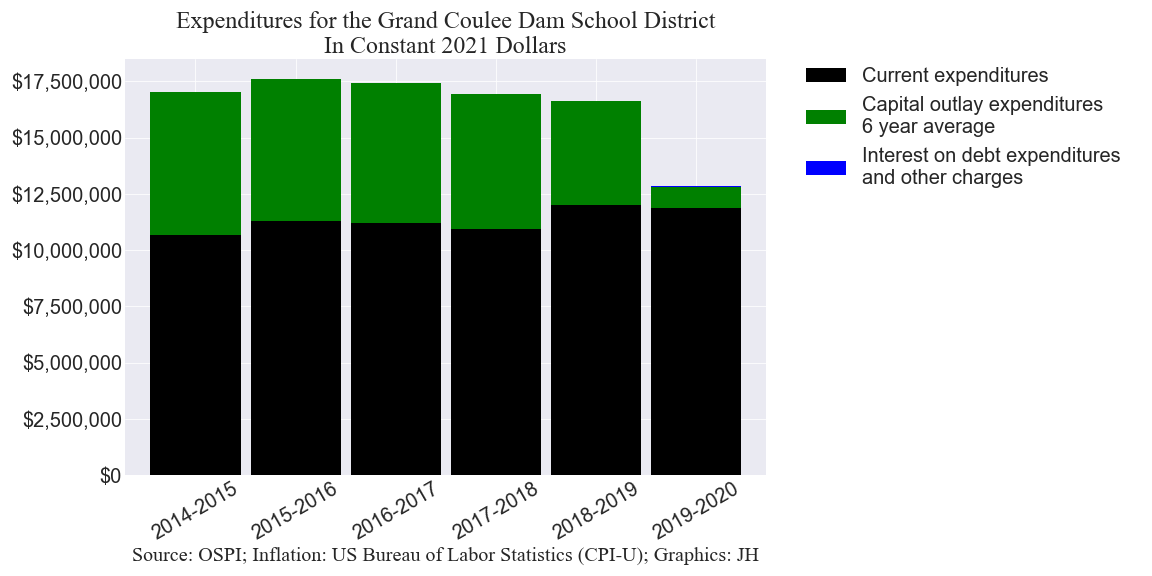 Expenditures for the Grand Coulee Dam School District
In Constant 2021 Dollars
$17,500,000
$15,000,000
$12,500,000
$10,000,000
$7,500,000
$5,000,000
$2,500,000
$0
2014-2015
2015-2016
2016-2017
2017-2018
2018-2019
2019-2020
Source: OSPI; Inflation: US Bureau of Labor Statistics (CPI-U); Graphics: JH
Current expenditures
Capital outlay expenditures
6 year average
Interest on debt expenditures
and other charges